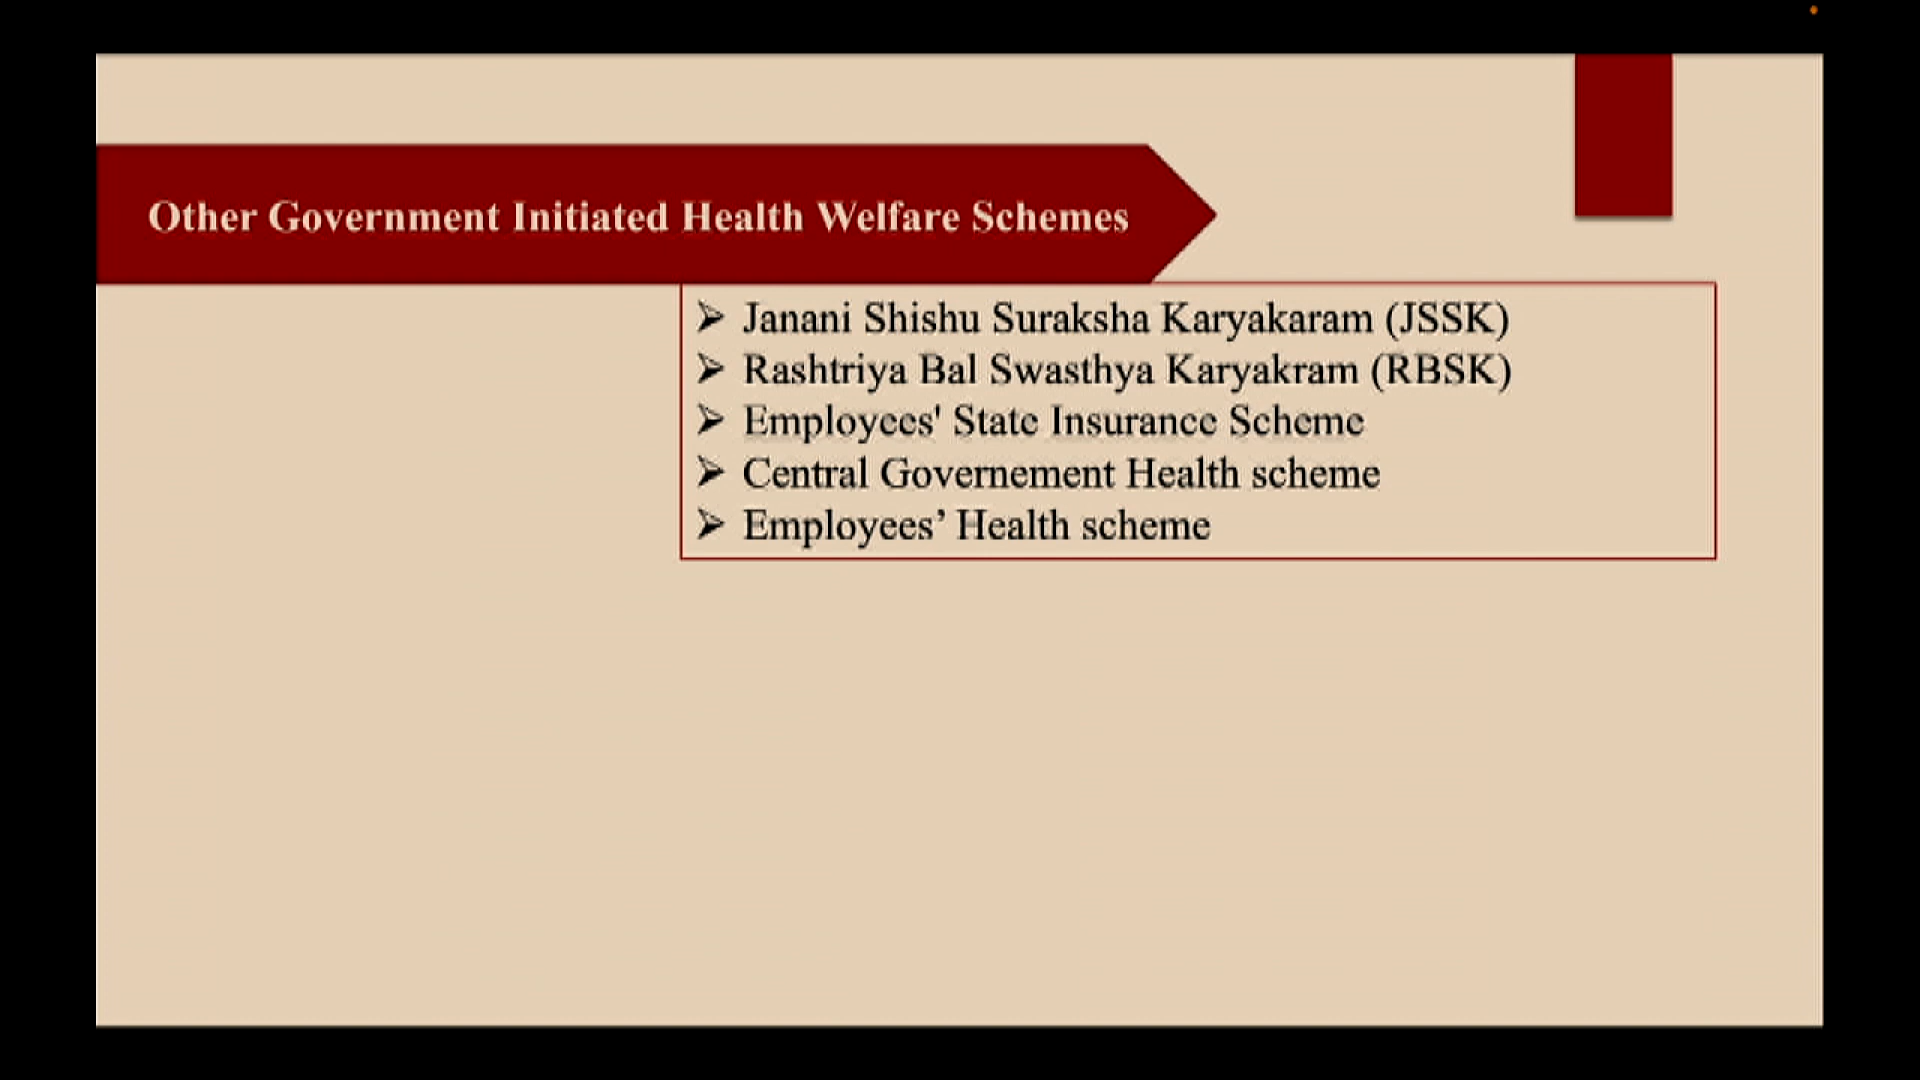 Other Government Initiated Health Welfare Schemes
➢ Janani Shishu Suraksha Karyakaram (JSSK)
➢ Rashtriya Bal Swasthya Karyakram (RBSK)
➢ Employees' State Insurance Scheme
➢ Central Governement Health scheme
➢ Employees’ Health scheme